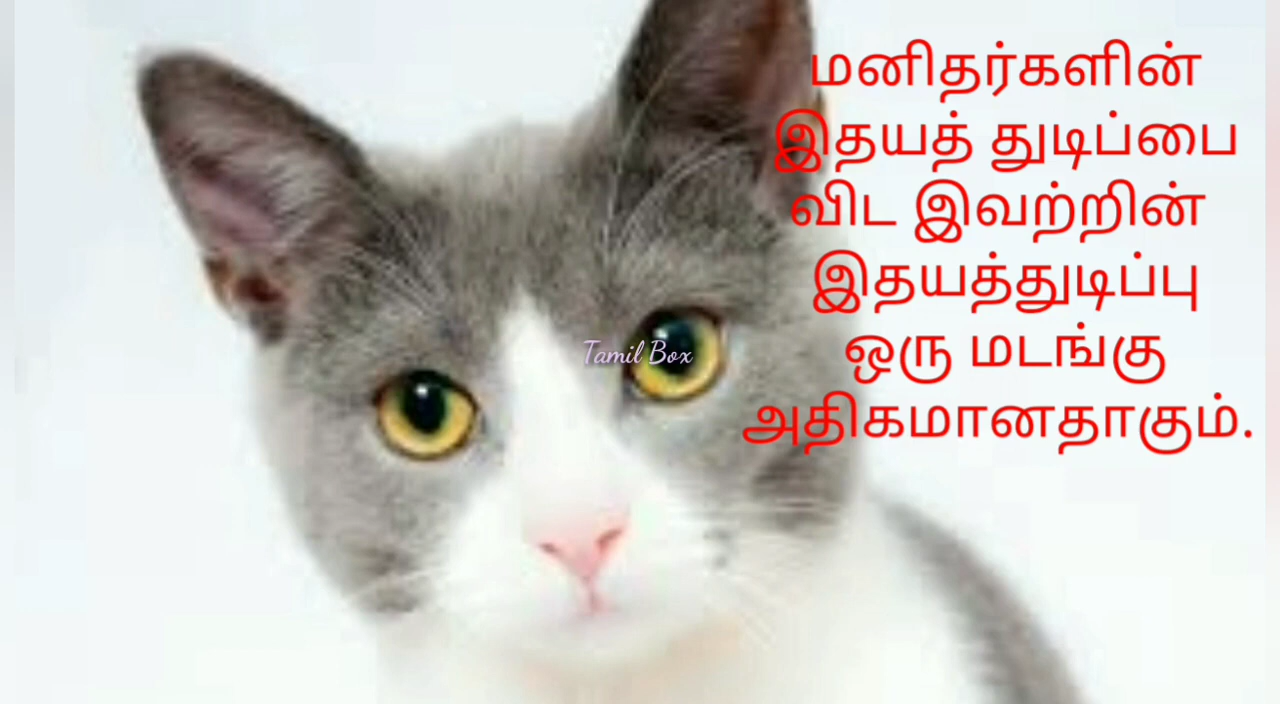 மனிதர்களின்
இதயத் துடிப்பை
விட இவற்றின்
இதயத்துடிப்பு
ஒரு மடங்கு
அதிகமானதாகும்.
Tamil Box